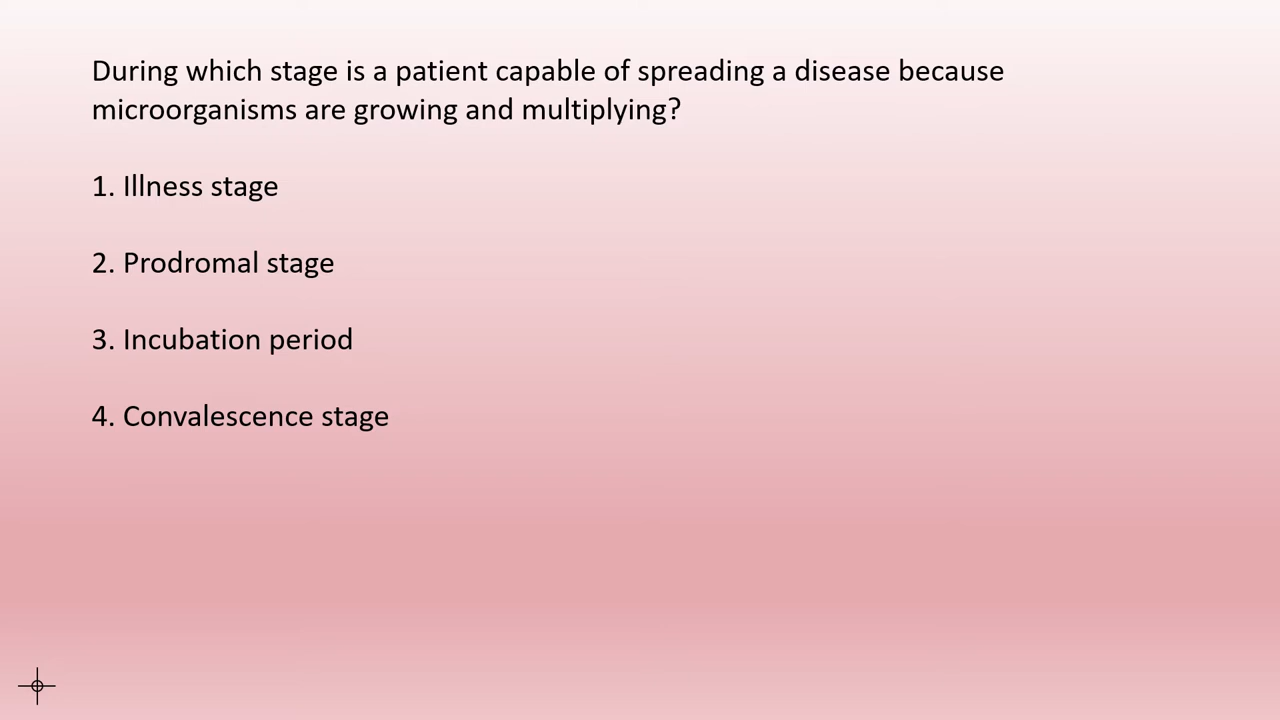 During which stage is a patient capable of spreading a disease because
microorganisms are growing and multiplying?
1. Illness stage
2. Prodromal stage
3. Incubation period
4. Convalescence stage